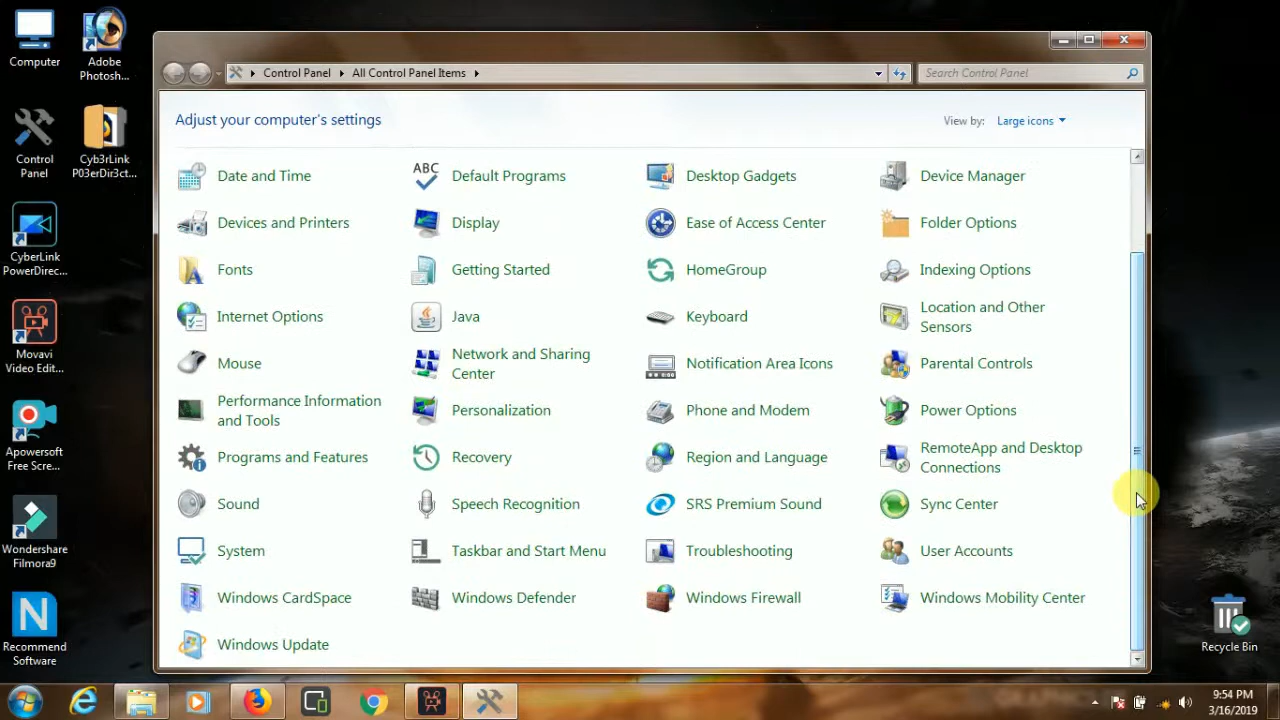 Computer
Adobe
Photosh...
Control
Panel
Cyb3rLink
P03erDir3ct...
CyberLink
PowerDirec...
Movavi
Video Edit...
Apowersoft
Free Scre...
Wondershare
Filmora9
N
Recommend
Software
Control Panel
All Control Panel Items
Search Control Panel
Adjust your computer's settings
View by:
Large icons
Date and Time
ABC
Default Programs
Desktop Gadgets
Device Manager
Devices and Printers
Display
Ease of Access Center
Folder Options
Fonts
Getting Started
HomeGroup
Indexing Options
Internet Options
Java
Keyboard
Location and Other
Sensors
Mouse
Network and Sharing
Center
Notification Area Icons
Parental Controls
Performance Information
and Tools
Personalization
Phone and Modem
Power Options
Programs and Features
Recovery
Region and Language
RemoteApp and Desktop
Connections
Sound
Speech Recognition
SRS Premium Sound
Sync Center
System
Taskbar and Start Menu
Troubleshooting
User Accounts
Windows CardSpace
Windows Defender
Windows Firewall
Windows Mobility Center
Windows Update
Recycle Bin
9:54 PM
3/16/2019